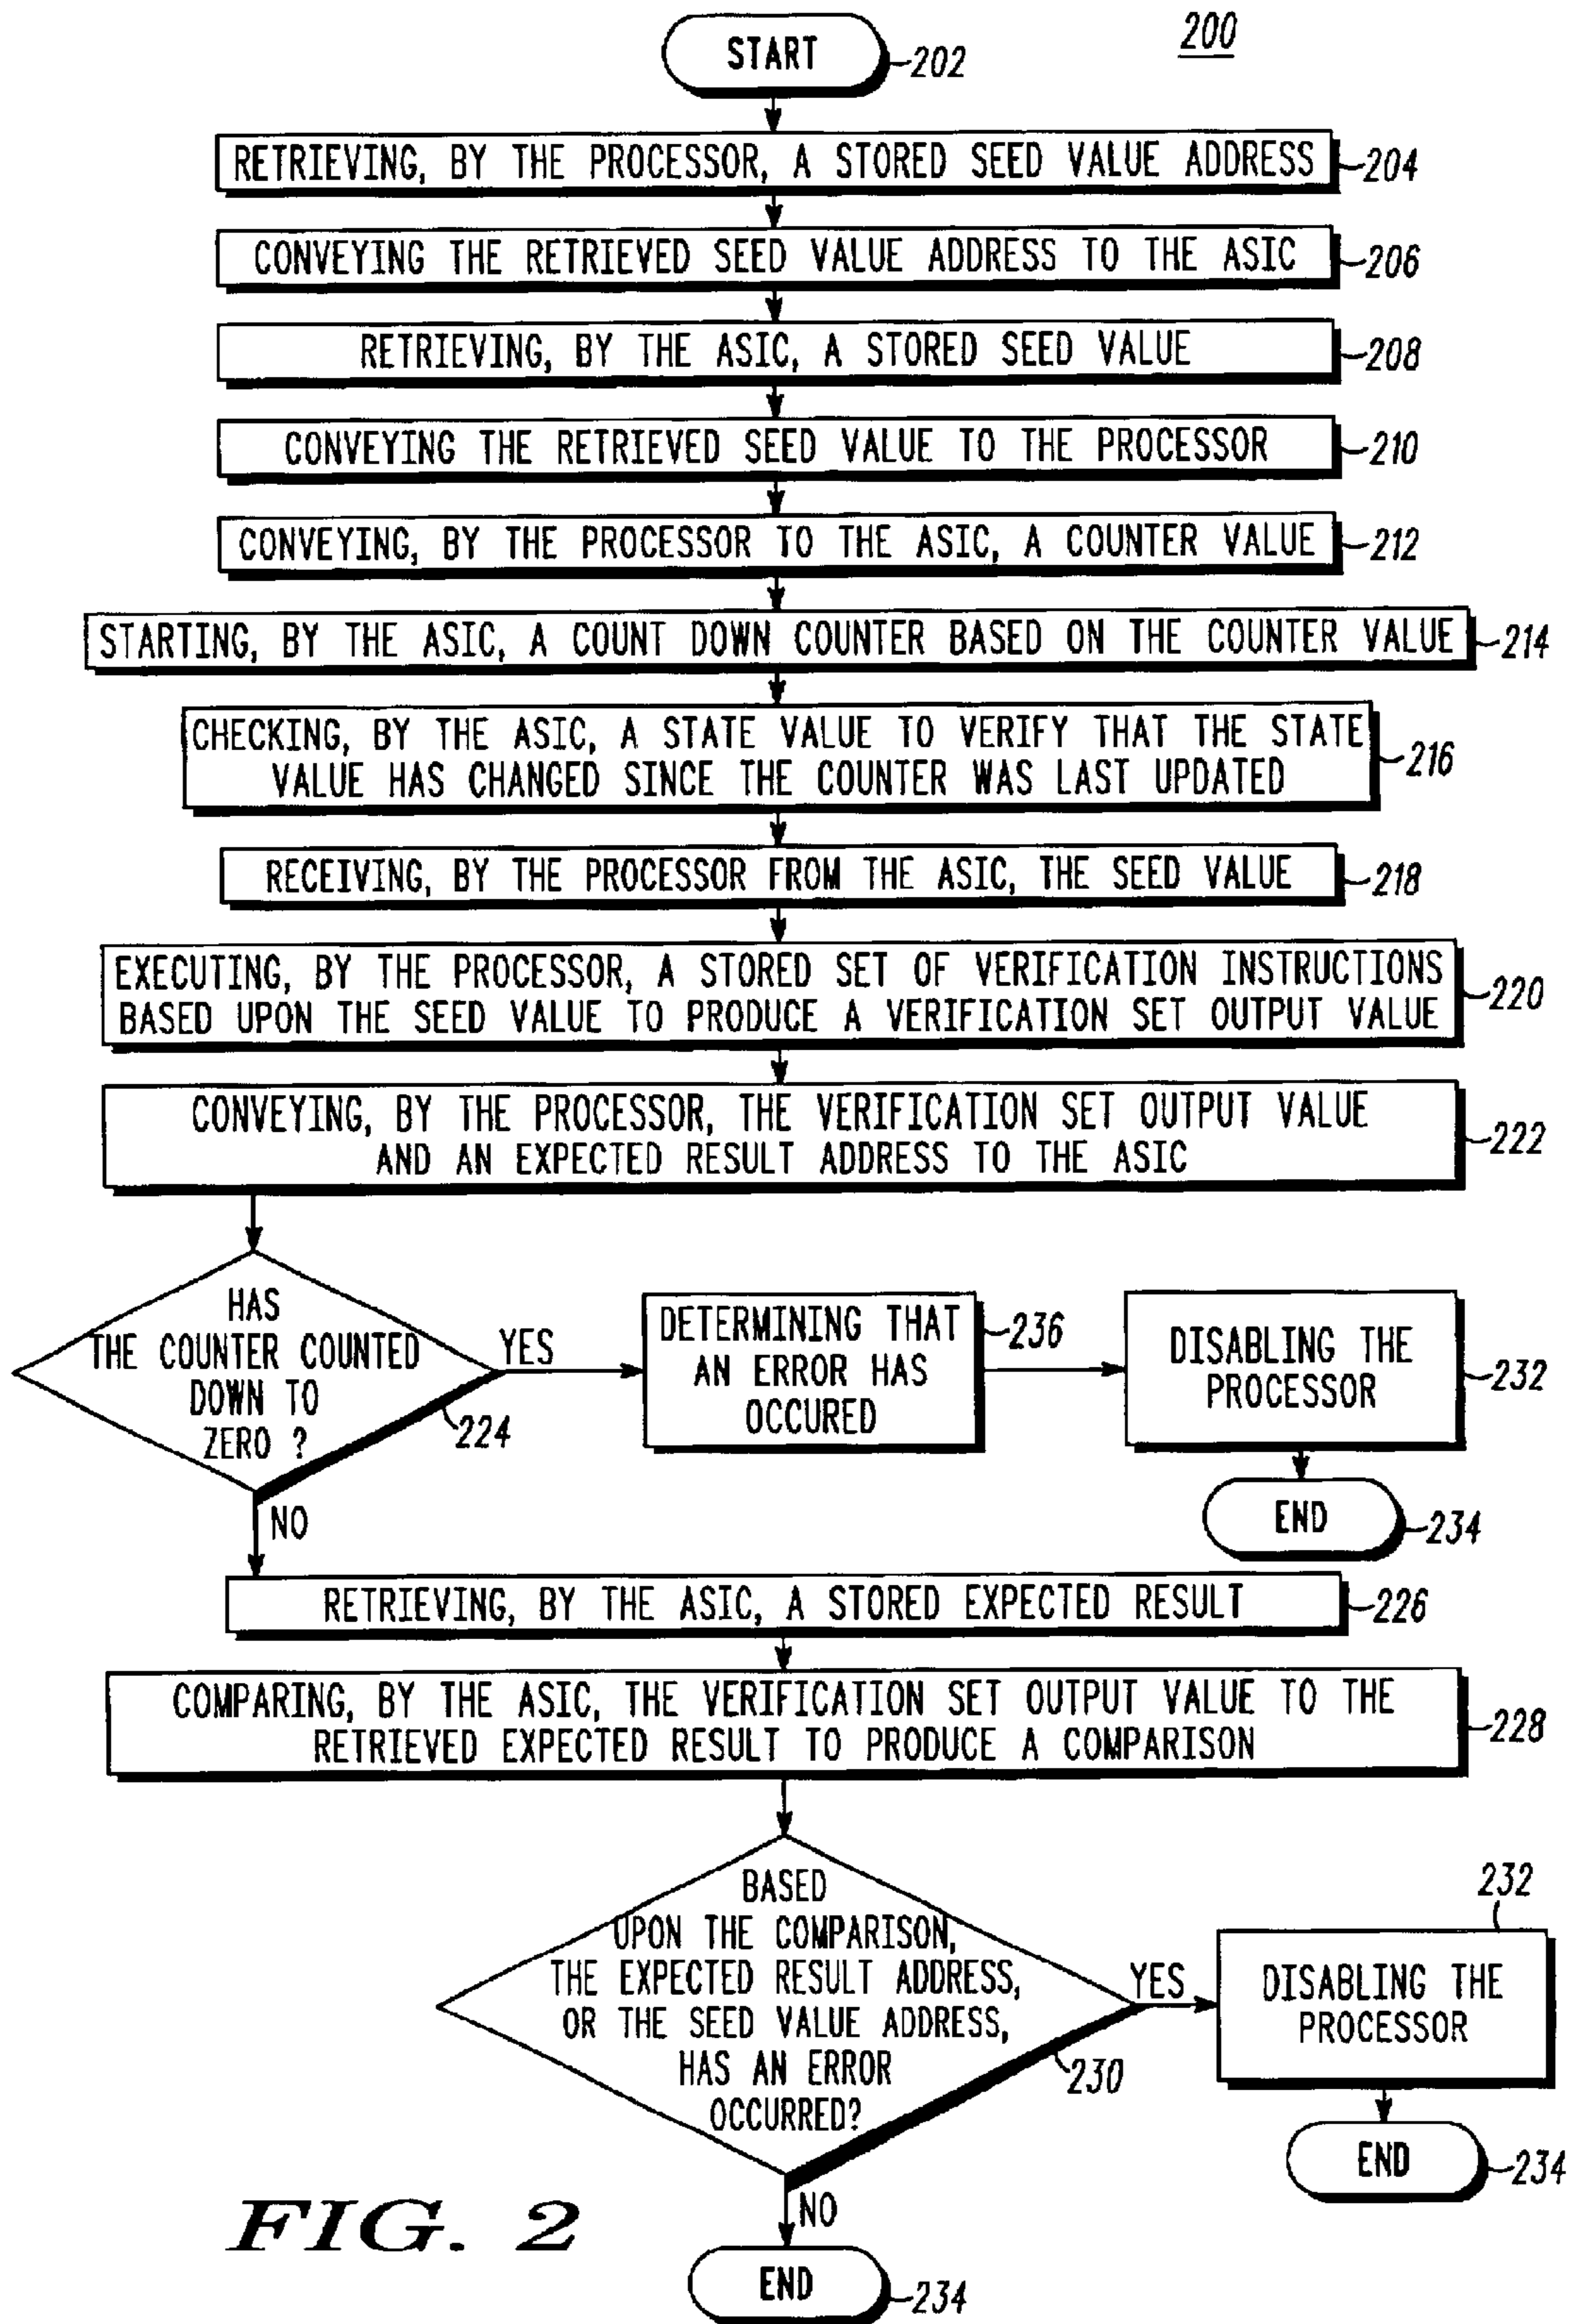 200
START
202
RETRIEVING, BY THE PROCESSOR, A STORED SEED VALUE ADDRESS
204
CONVEYING THE RETRIEVED SEED VALUE ADDRESS TO THE ASIC
206
RETRIEVING, BY THE ASIC, A STORED SEED VALUE
208
CONVEYING THE RETRIEVED SEED VALUE TO THE PROCESSOR
210
CONVEYING, BY THE PROCESSOR TO THE ASIC, A COUNTER VALUE
212
STARTING, BY THE ASIC, A COUNT DOWN COUNTER BASED ON THE COUNTER VALUE
214
CHECKING, BY THE ASIC, A STATE VALUE TO VERIFY THAT THE STATE
VALUE HAS CHANGED SINCE THE COUNTER WAS LAST UPDATED
216
RECEIVING, BY THE PROCESSOR FROM THE ASIC, THE SEED VALUE
218
EXECUTING, BY THE PROCESSOR, A STORED SET OF VERIFICATION INSTRUCTIONS
BASED UPON THE SEED VALUE TO PRODUCE A VERIFICATION SET OUTPUT VALUE
220
CONVEYING, BY THE PROCESSOR, THE VERIFICATION SET OUTPUT VALUE
AND AN EXPECTED RESULT ADDRESS TO THE ASIC
222
HAS
THE COUNTER COUNTED
DOWN TO
ZERO ?
224
YES
DETERMINING THAT
AN ERROR HAS
OCCURED
236
DISABLING THE
PROCESSOR
232
END
234
NO
RETRIEVING, BY THE ASIC, A STORED EXPECTED RESULT
226
COMPARING, BY THE ASIC, THE VERIFICATION SET OUTPUT VALUE TO THE
RETRIEVED EXPECTED RESULT TO PRODUCE A COMPARISON
228
BASED
UPON THE COMPARISON,
THE EXPECTED RESULT ADDRESS,
OR THE SEED VALUE ADDRESS,
HAS AN ERROR
OCCURRED?
230
YES
232
DISABLING THE
PROCESSOR
END
234
NO
END
234
FIG. 2